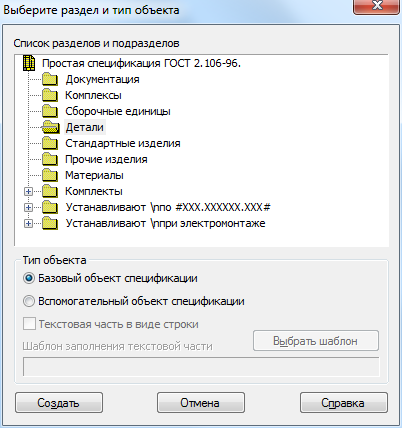 Выберите раздел и тип объекта
Список разделов и подразделов
Простая спецификация ГОСТ 2.106-96.
Документация
Комплексы
Сборочные единицы
Детали
Стандартные изделия
Прочие изделия
Материалы
Комплекты
Устанавливают \nпо #XXX.XXXXXX.XXX#
Устанавливают \nпри электромонтаже
Тип объекта
Базовый объект спецификации
Вспомогательный объект спецификации
Текстовая часть в виде строки
Шаблон заполнения текстовой части
Выбрать шаблон
Создать Отмена Справка